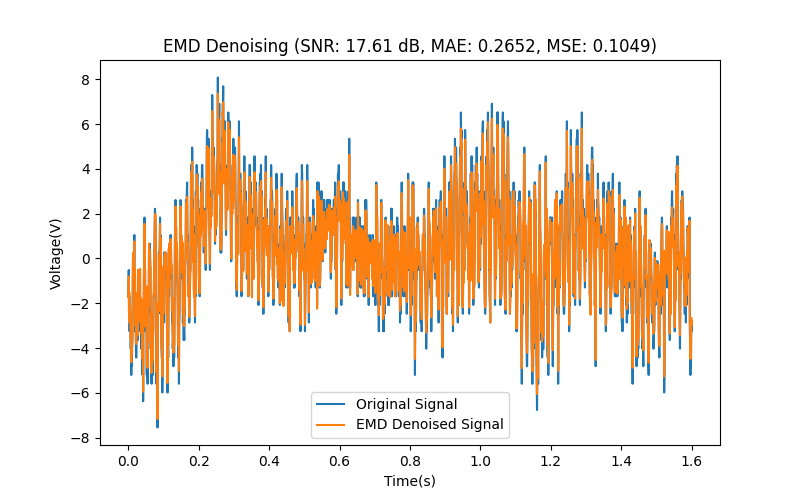 EMD Denoising (SNR: 17.61 dB, MAE: 0.2652, MSE: 0.1049)
8
6
4
2
0
−2
−4
−6
−8
Voltage(V)
Original Signal
EMD Denoised Signal
0.0 0.2 0.4 0.6 0.8 1.0 1.2 1.4 1.6
Time(s)